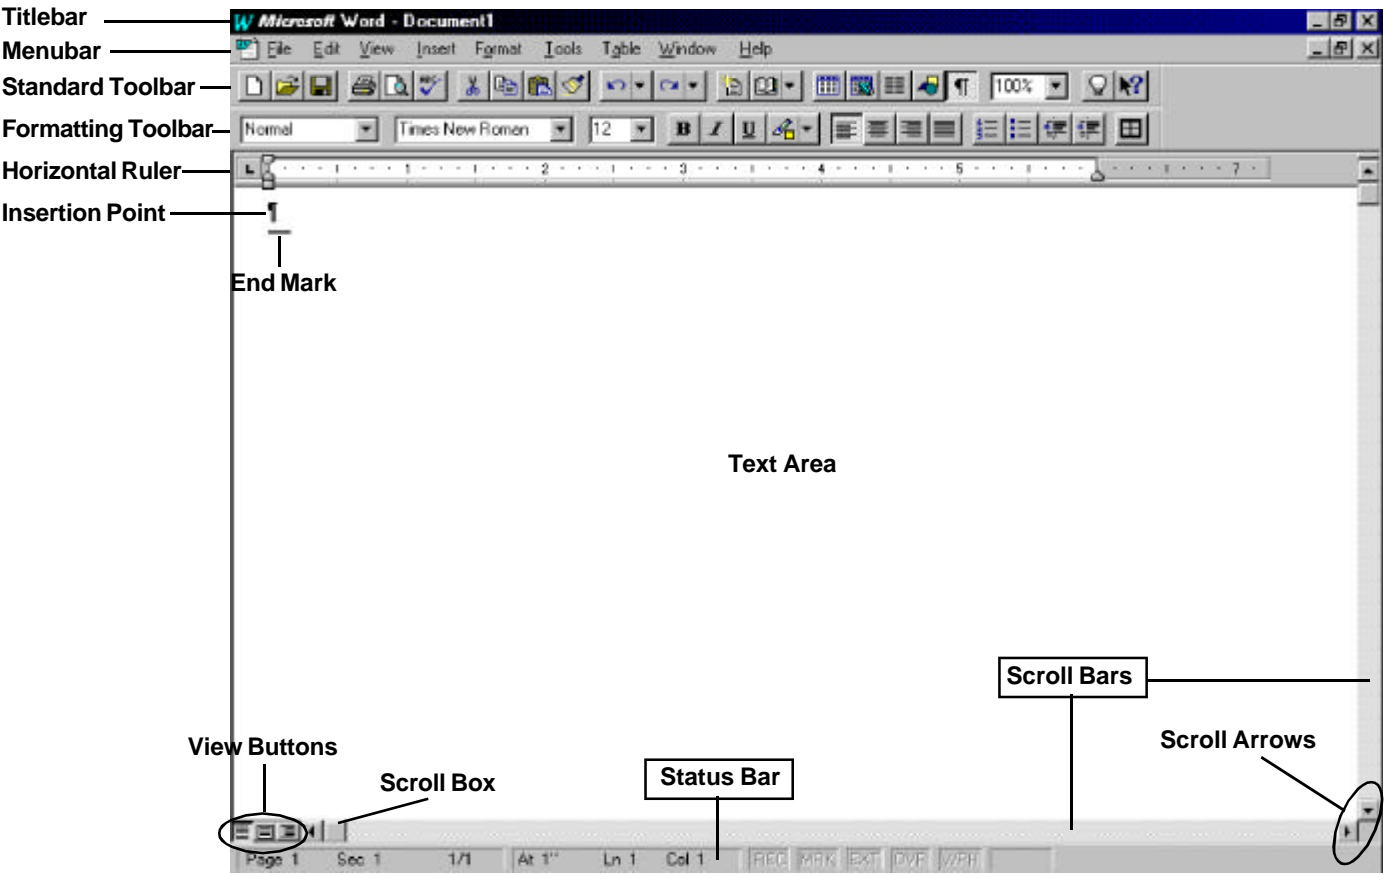 Titlebar
Microsoft Word - Document1
Menubar
File Edit View Insert Format Tools Table Window Help
Standard Toolbar
100%
Formatting Toolbar
Normal Times New Roman 12 B I U
Horizontal Ruler
1 2 3 4 5 7
Insertion Point
¶
End Mark
Text Area
Scroll Bars
View Buttons
Scroll Arrows
Scroll Box
Status Bar
Page 1 Sec 1 1/1 At 1" Ln 1 Col 1 REC MRK EXT OVR WPH